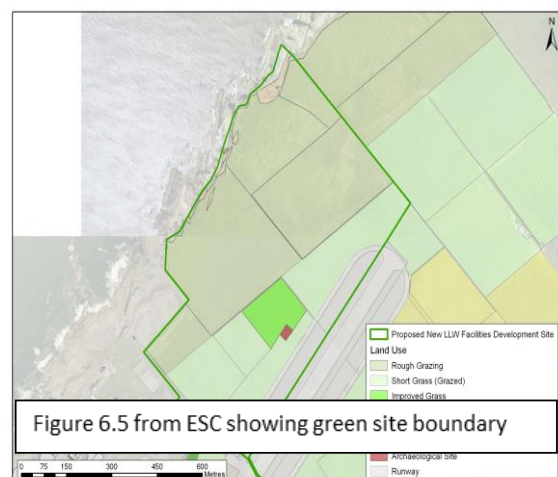 N
Proposed New LLW Facilities Development Site
Land Use
Rough Grazing
Short Grass (Grazed)
Improved Grass
Figure 6.5 from ESC showing green site boundary
Archaeological Site
Runway
0 75 150 300 450 600
Metres